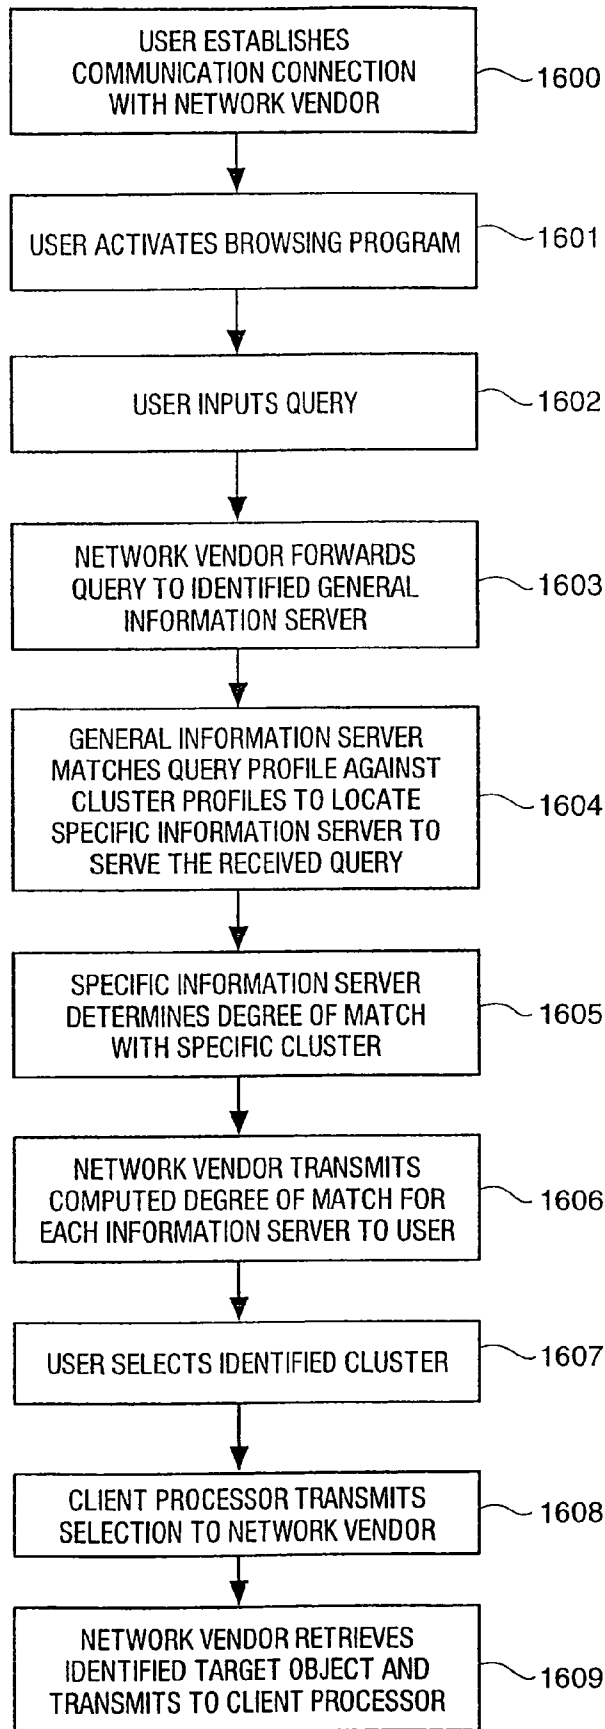 USER ESTABLISHES
COMMUNICATION CONNECTION
WITH NETWORK VENDOR
1600
USER ACTIVATES BROWSING PROGRAM
1601
USER INPUTS QUERY
1602
NETWORK VENDOR FORWARDS
QUERY TO IDENTIFIED GENERAL
INFORMATION SERVER
1603
GENERAL INFORMATION SERVER
MATCHES QUERY PROFILE AGAINST
CLUSTER PROFILES TO LOCATE
SPECIFIC INFORMATION SERVER TO
SERVE THE RECEIVED QUERY
1604
SPECIFIC INFORMATION SERVER
DETERMINES DEGREE OF MATCH
WITH SPECIFIC CLUSTER
1605
NETWORK VENDOR TRANSMITS
COMPUTED DEGREE OF MATCH FOR
EACH INFORMATION SERVER TO USER
1606
USER SELECTS IDENTIFIED CLUSTER
1607
CLIENT PROCESSOR TRANSMITS
SELECTION TO NETWORK VENDOR
1608
NETWORK VENDOR RETRIEVES
IDENTIFIED TARGET OBJECT AND
TRANSMITS TO CLIENT PROCESSOR
1609